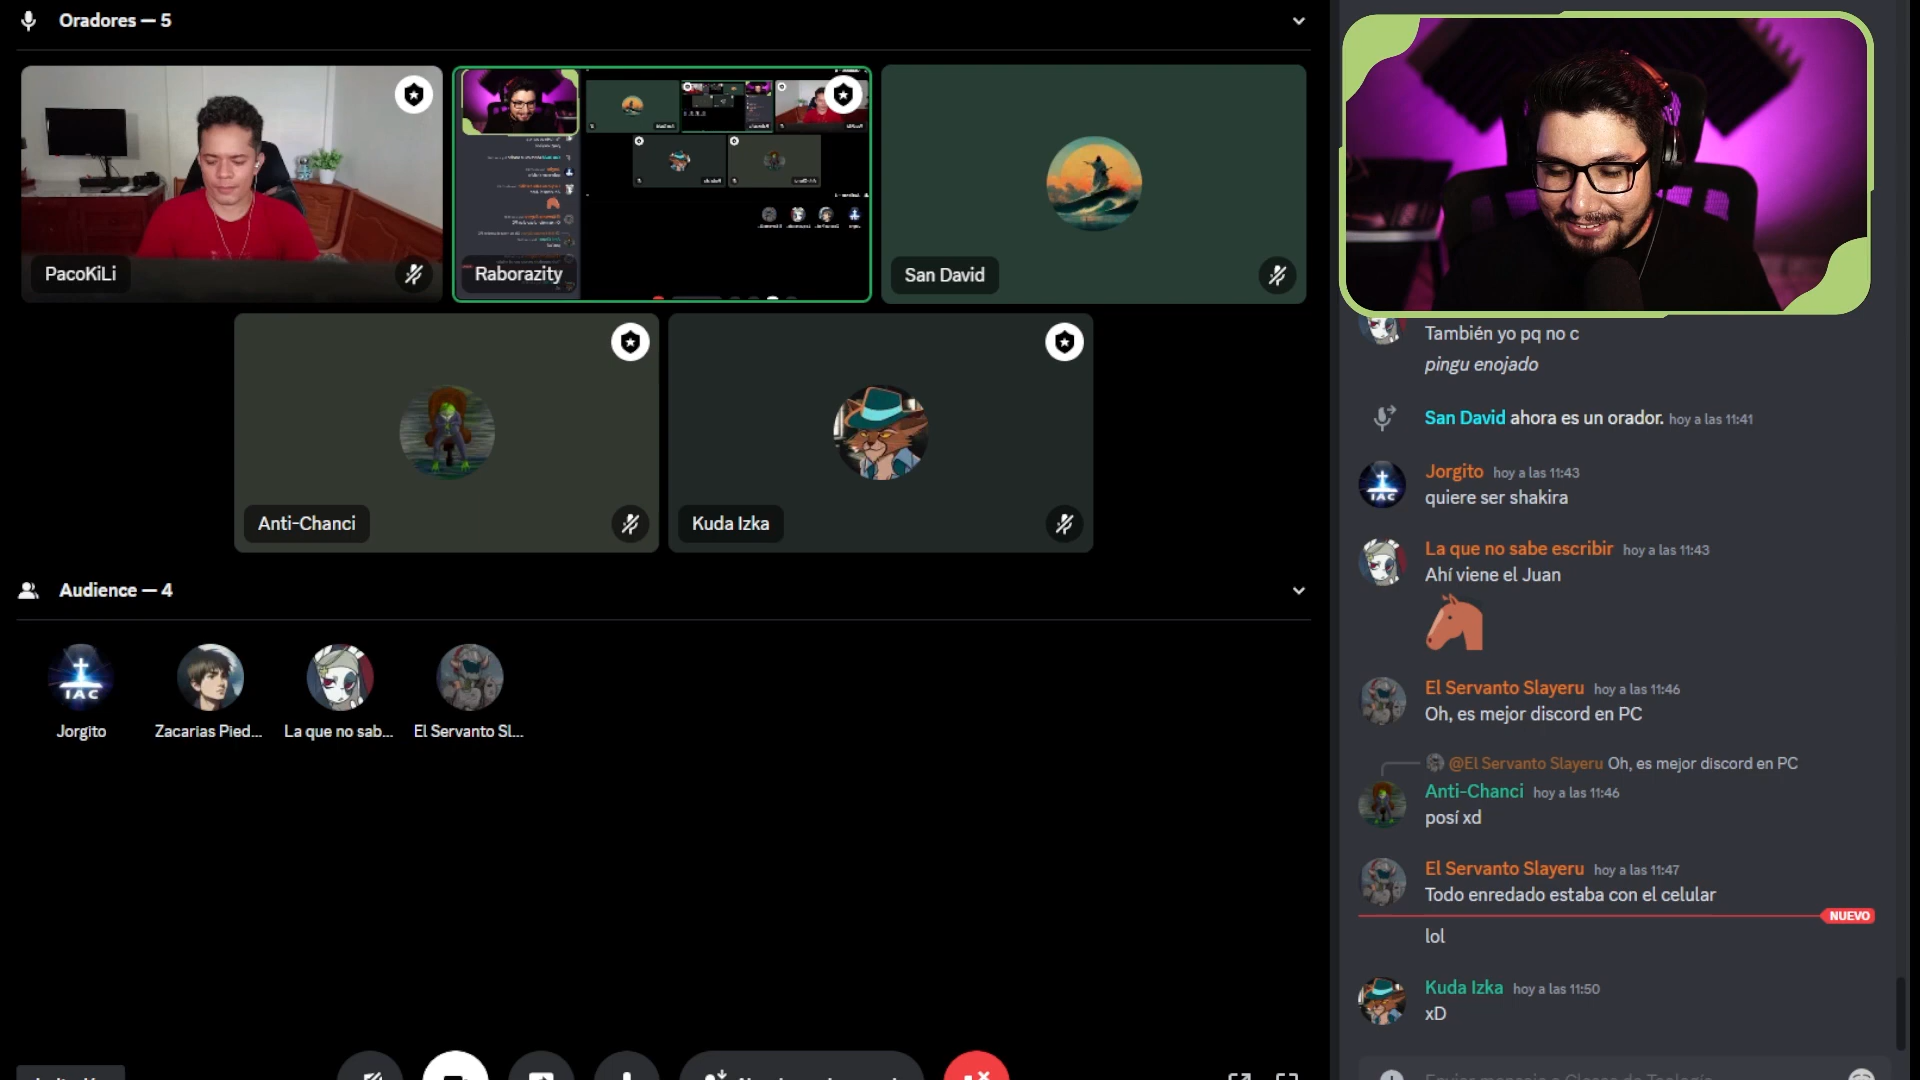 Oradores — 5
PacoKiLi
Raborazity
San David
Anti-Chanci
Kuda Izka
Audience — 4
IAC
Jorgito
Zacarias Pied...
La que no sab...
El Servanto Sl...
También yo pq no c
pingu enojado
San David ahora es un orador. hoy a las 11:41
IAC
Jorgito hoy a las 11:43
quiere ser shakira
La que no sabe escribir hoy a las 11:43
Ahí viene el Juan
El Servanto Slayeru hoy a las 11:46
Oh, es mejor discord en PC
@El Servanto Slayeru Oh, es mejor discord en PC
Anti-Chanci hoy a las 11:46
posí xd
El Servanto Slayeru hoy a las 11:47
Todo enredado estaba con el celular
NUEVO
lol
Kuda Izka hoy a las 11:50
xD